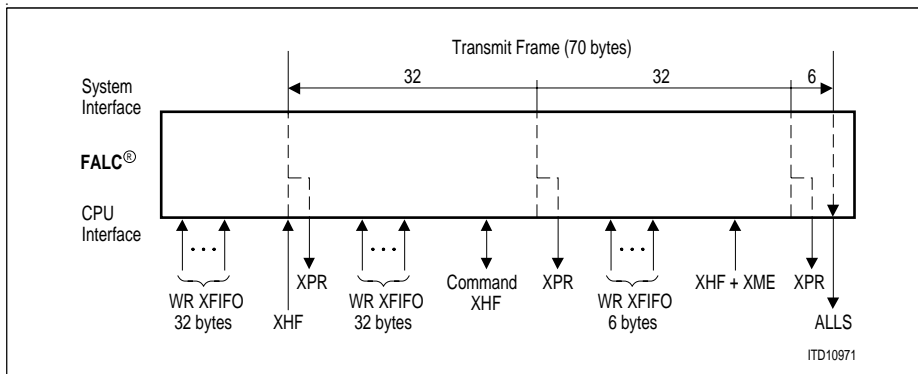 Transmit Frame (70 bytes)
32 32 6
System
Interface
FALC®
CPU
Interface
WR XFIFO
32 bytes
XHF
XPR
WR XFIFO
32 bytes
Command
XHF
XPR
WR XFIFO
6 bytes
XHF + XME
XPR
ALLS
ITD10971